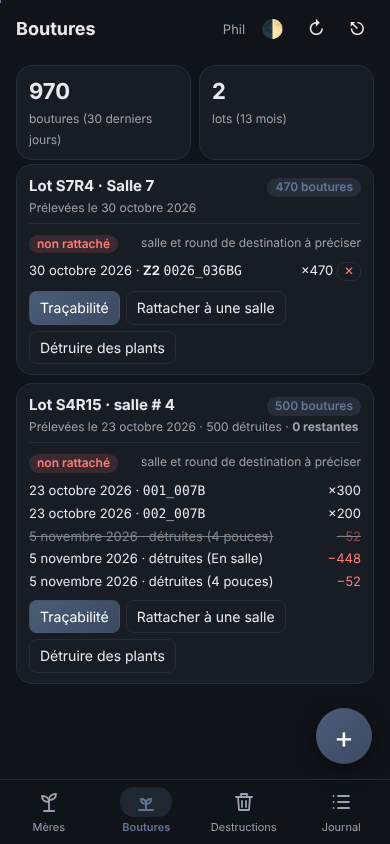 Boutures
Phil
970
boutures (30 derniers
jours)
2
lots (13 mois)
Lot S7R4 · Salle 7
470 boutures
Prélevées le 30 octobre 2026
non rattaché
salle et round de destination à préciser
30 octobre 2026 · Z2 0026_036BG
×470 ×
Traçabilité
Rattacher à une salle
Détruire des plants
Lot S4R15 · salle # 4
500 boutures
Prélevées le 23 octobre 2026 · 500 détruites · 0 restantes
non rattaché
salle et round de destination à préciser
23 octobre 2026 · 001_007B ×300
23 octobre 2026 · 002_007B ×200
5 novembre 2026 · détruites (4 pouces) −52
5 novembre 2026 · détruites (En salle) −448
5 novembre 2026 · détruites (4 pouces) −52
Traçabilité
Rattacher à une salle
Détruire des plants
+
Mères
Boutures
Destructions
Journal